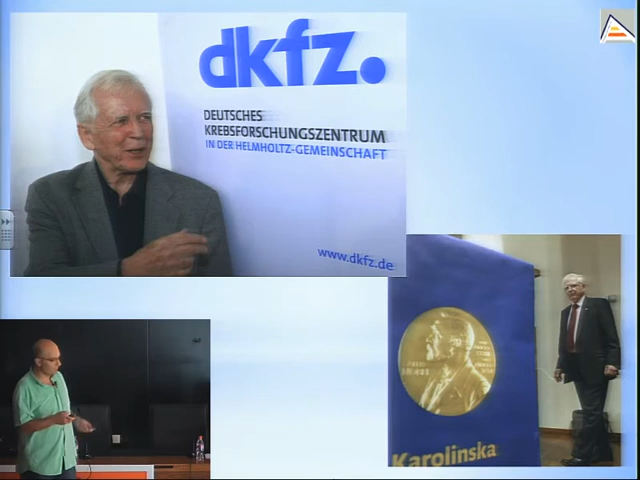 dkfz.
DEUTSCHES
KREBSFORSCHUNGSZENTRUM
IN DER HELMHOLTZ-GEMEINSCHAFT
www.dkfz.de
Karolinska